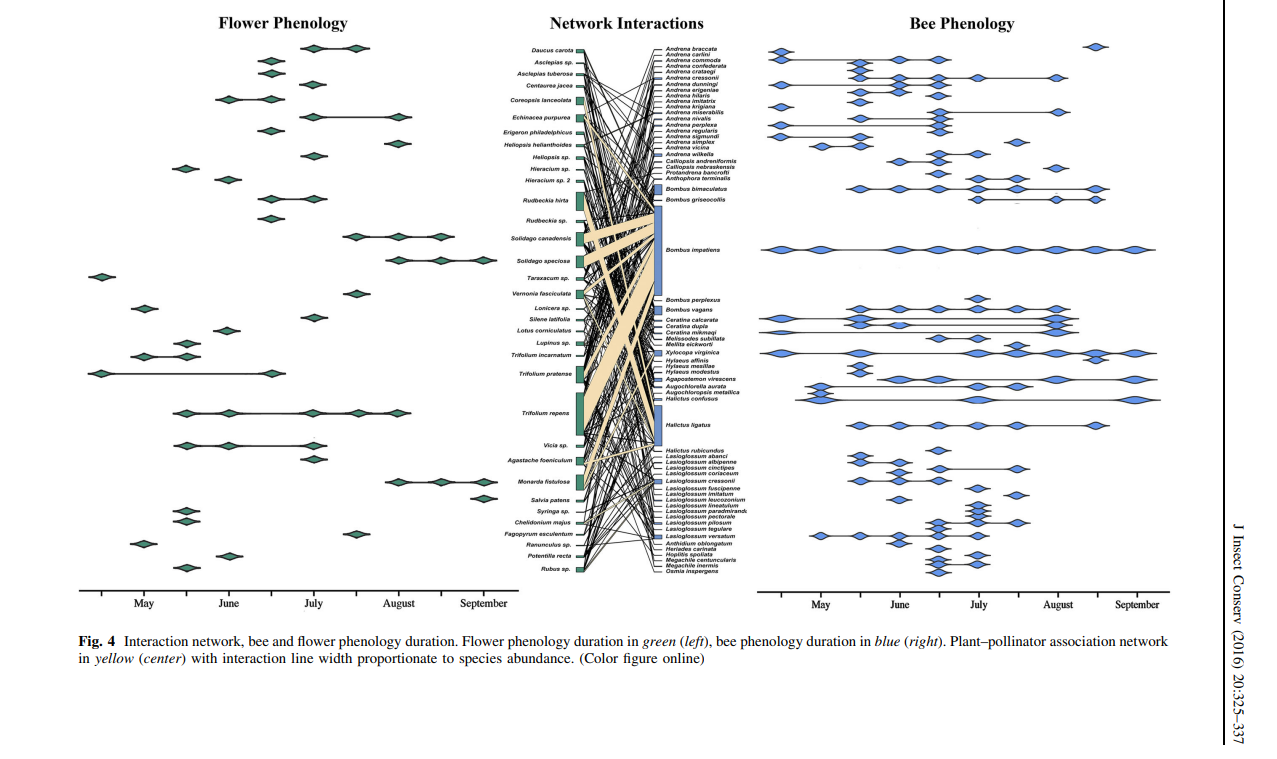 Flower Phenology
Network Interactions
Bee Phenology
Daucus carota
Asclepias sp.
Asclepias tuberosa
Centaurea jacea
Coreopsis lanceolata
Echinacea purpurea
Erigeron philadelphicus
Heliopsis helianthoides
Heliopsis sp.
Hieracium sp.
Hieracium sp. 2
Rudbeckia hirta
Rudbeckia sp.
Solidago canadensis
Solidago speciosa
Taraxacum sp.
Vernonia fasciculata
Lonicera sp.
Silene latifolia
Lotus corniculatus
Lupinus sp.
Trifolium incarnatum
Trifolium pratense
Trifolium repens
Vicia sp.
Agastache foeniculum
Monarda fistulosa
Salvia patens
Syringa sp.
Chelidonium majus
Fagopyrum esculentum
Ranunculus sp.
Potentilla recta
Rubus sp.
Andrena braccata
Andrena carlini
Andrena commoda
Andrena confederata
Andrena crataegi
Andrena cressonii
Andrena dunningi
Andrena erigeniae
Andrena hilaris
Andrena imitatrix
Andrena krigiana
Andrena miserabilis
Andrena nivalis
Andrena perplexa
Andrena regularis
Andrena sigmundi
Andrena simplex
Andrena vicina
Andrena wilkella
Calliopsis andreniformis
Calliopsis nebraskensis
Protandrena bancrofti
Anthophora terminalis
Bombus bimaculatus
Bombus griseocollis
Bombus impatiens
Bombus perplexus
Bombus vagans
Ceratina calcarata
Ceratina dupla
Ceratina mikmaqi
Melissodes subillata
Mellita eickworti
Xylocopa virginica
Hylaeus affinis
Hylaeus mesillae
Hylaeus modestus
Agapostemon virescens
Augochlorella aurata
Augochloropsis metallica
Halictus confusus
Halictus ligatus
Halictus rubicundus
Lasioglossum abanci
Lasioglossum albipenne
Lasioglossum cinctipes
Lasioglossum coriaceum
Lasioglossum cressonii
Lasioglossum fuscipenne
Lasioglossum imitatum
Lasioglossum leucozonium
Lasioglossum lineatulum
Lasioglossum paradmirandu
Lasioglossum pectorale
Lasioglossum pilosum
Lasioglossum tegulare
Lasioglossum versatum
Anthidium oblongatum
Heriades carinata
Hoplitis spoliata
Megachile centuncularis
Megachile inermis
Osmia inspergens
May June July August September
May June July August September
Fig. 4 Interaction network, bee and flower phenology duration. Flower phenology duration in green (left), bee phenology duration in blue (right). Plant–pollinator association network
in yellow (center) with interaction line width proportionate to species abundance. (Color figure online)
J Insect Conserv (2016) 20:325–337